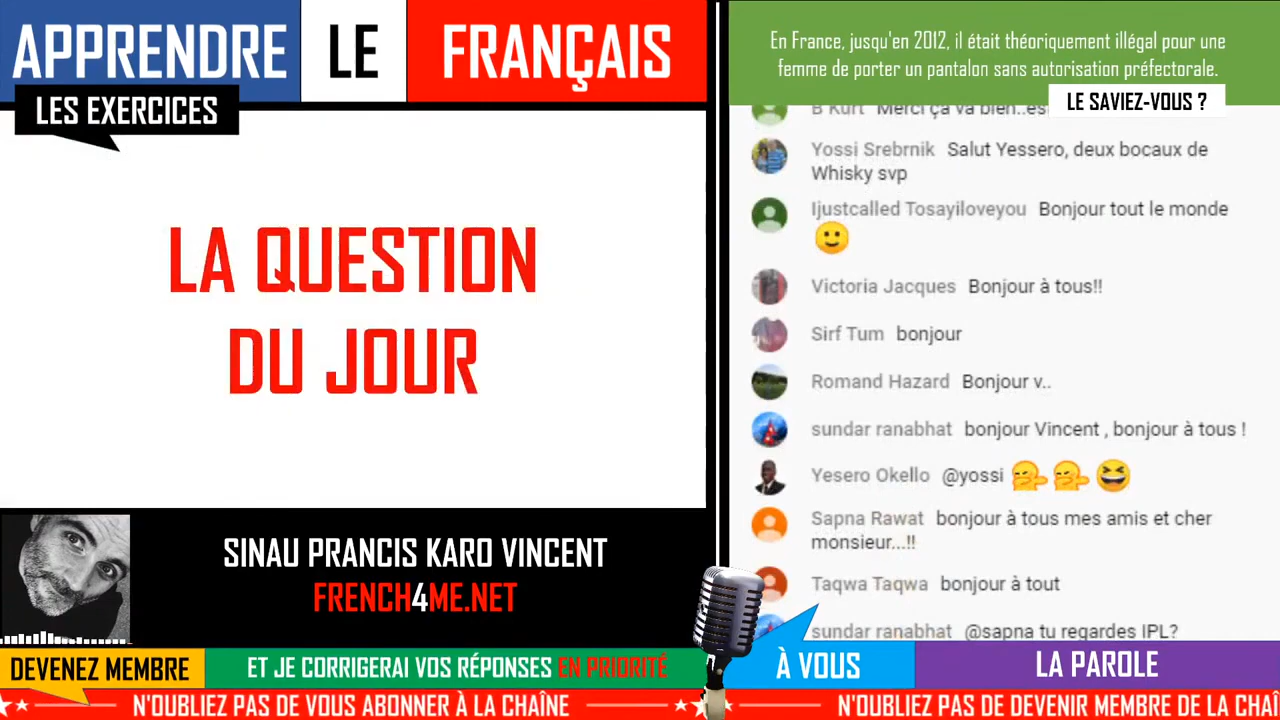 APPRENDRE LE FRANÇAIS
LES EXERCICES
LA QUESTION
DU JOUR
SINAU PRANCIS KARO VINCENT
FRENCH4ME.NET
DEVENEZ MEMBRE
ET JE CORRIGERAI VOS RÉPONSES EN PRIORITÉ
En France, jusqu'en 2012, il était théoriquement illégal pour une
femme de porter un pantalon sans autorisation préfectorale.
LE SAVIEZ-VOUS ?
B Kurt Merci ça va bien..es
Yossi Srebrnik Salut Yessero, deux bocaux de
Whisky svp
Ijustcalled Tosayiloveyou Bonjour tout le monde
Victoria Jacques Bonjour à tous!!
Sirf Tum bonjour
Romand Hazard Bonjour v..
sundar ranabhat bonjour Vincent , bonjour à tous !
Yesero Okello @yossi
Sapna Rawat bonjour à tous mes amis et cher
monsieur...!!
Taqwa Taqwa bonjour à tout
sundar ranabhat @sapna tu regardes IPL?
À VOUS LA PAROLE
N'OUBLIEZ PAS DE VOUS ABONNER À LA CHAÎNE
N'OUBLIEZ PAS DE DEVENIR MEMBRE DE LA CHAÎ